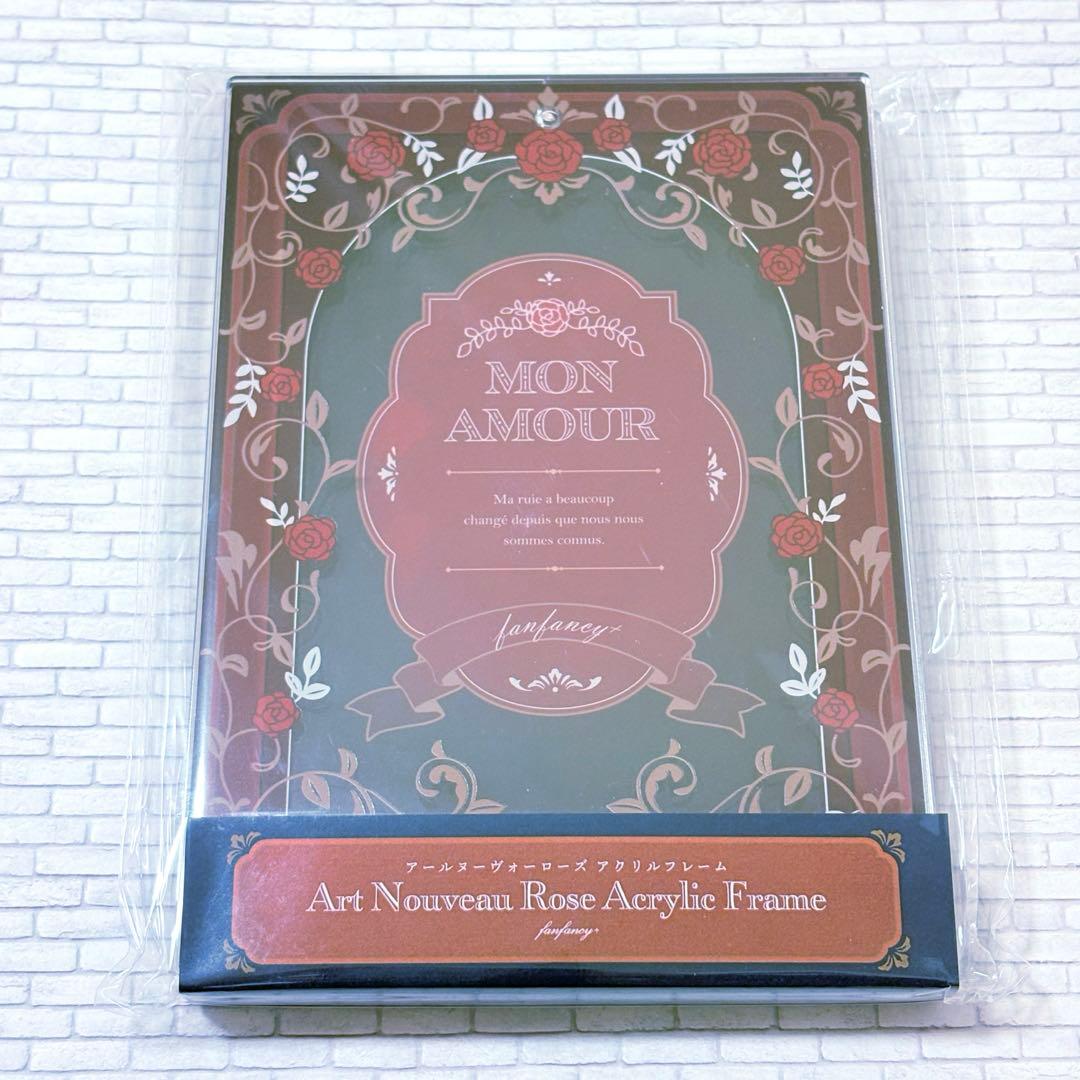 MON
AMOUR
Ma ruie a beaucoup
changé depuis que nous nous
sommes connus.
fanfancy+
アールヌーヴォーローズ アクリルフレーム
Art Nouveau Rose Acrylic Frame
fanfancy+